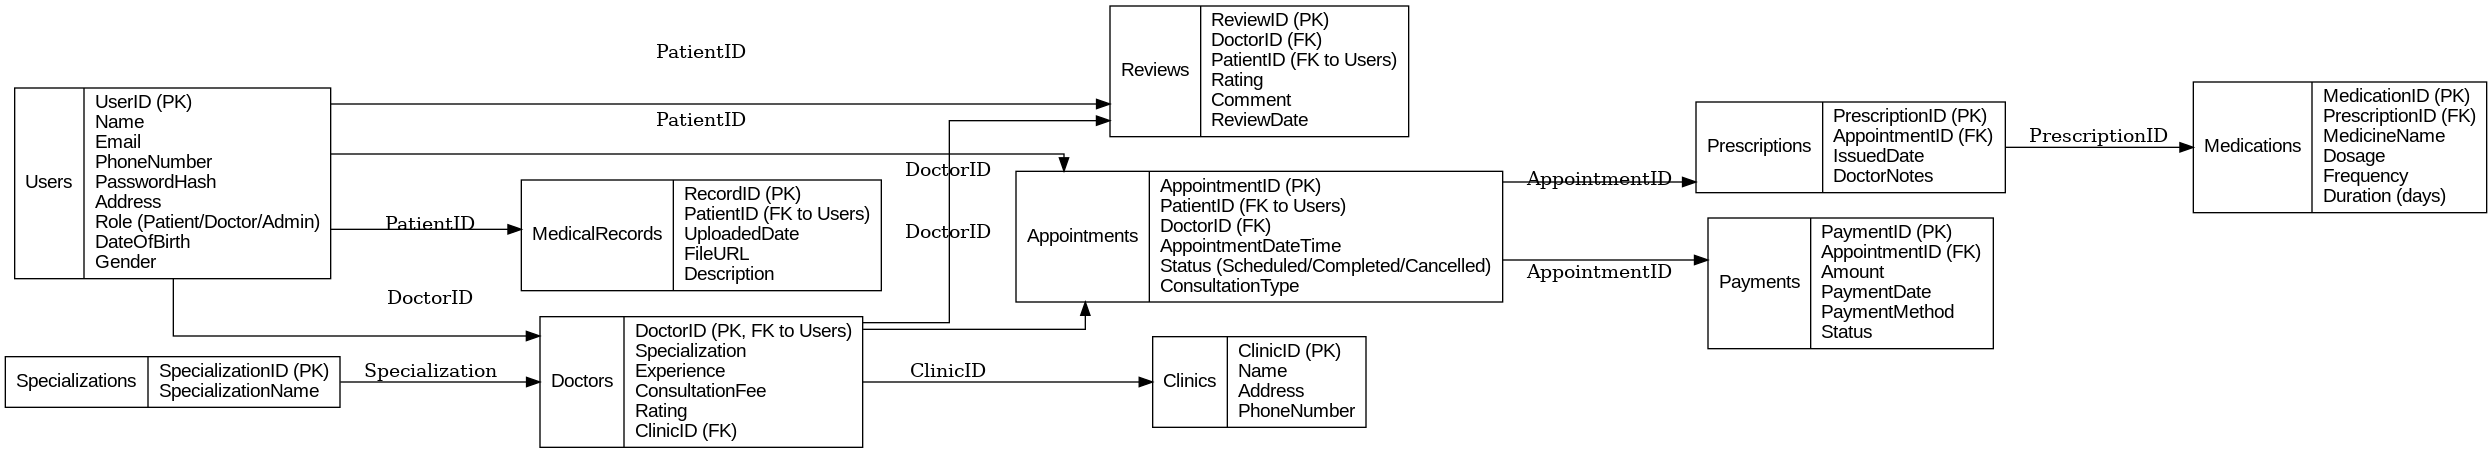 Users
UserID (PK)
Name
Email
PhoneNumber
PasswordHash
Address
Role (Patient/Doctor/Admin)
DateOfBirth
Gender
Specializations
SpecializationID (PK)
SpecializationName
PatientID
PatientID
PatientID
DoctorID
Specialization
MedicalRecords
RecordID (PK)
PatientID (FK to Users)
UploadedDate
FileURL
Description
Doctors
DoctorID (PK, FK to Users)
Specialization
Experience
ConsultationFee
Rating
ClinicID (FK)
DoctorID
DoctorID
ClinicID
Reviews
ReviewID (PK)
DoctorID (FK)
PatientID (FK to Users)
Rating
Comment
ReviewDate
Appointments
AppointmentID (PK)
PatientID (FK to Users)
DoctorID (FK)
AppointmentDateTime
Status (Scheduled/Completed/Cancelled)
ConsultationType
Clinics
ClinicID (PK)
Name
Address
PhoneNumber
AppointmentID
AppointmentID
Prescriptions
PrescriptionID (PK)
AppointmentID (FK)
IssuedDate
DoctorNotes
Payments
PaymentID (PK)
AppointmentID (FK)
Amount
PaymentDate
PaymentMethod
Status
PrescriptionID
Medications
MedicationID (PK)
PrescriptionID (FK)
MedicineName
Dosage
Frequency
Duration (days)